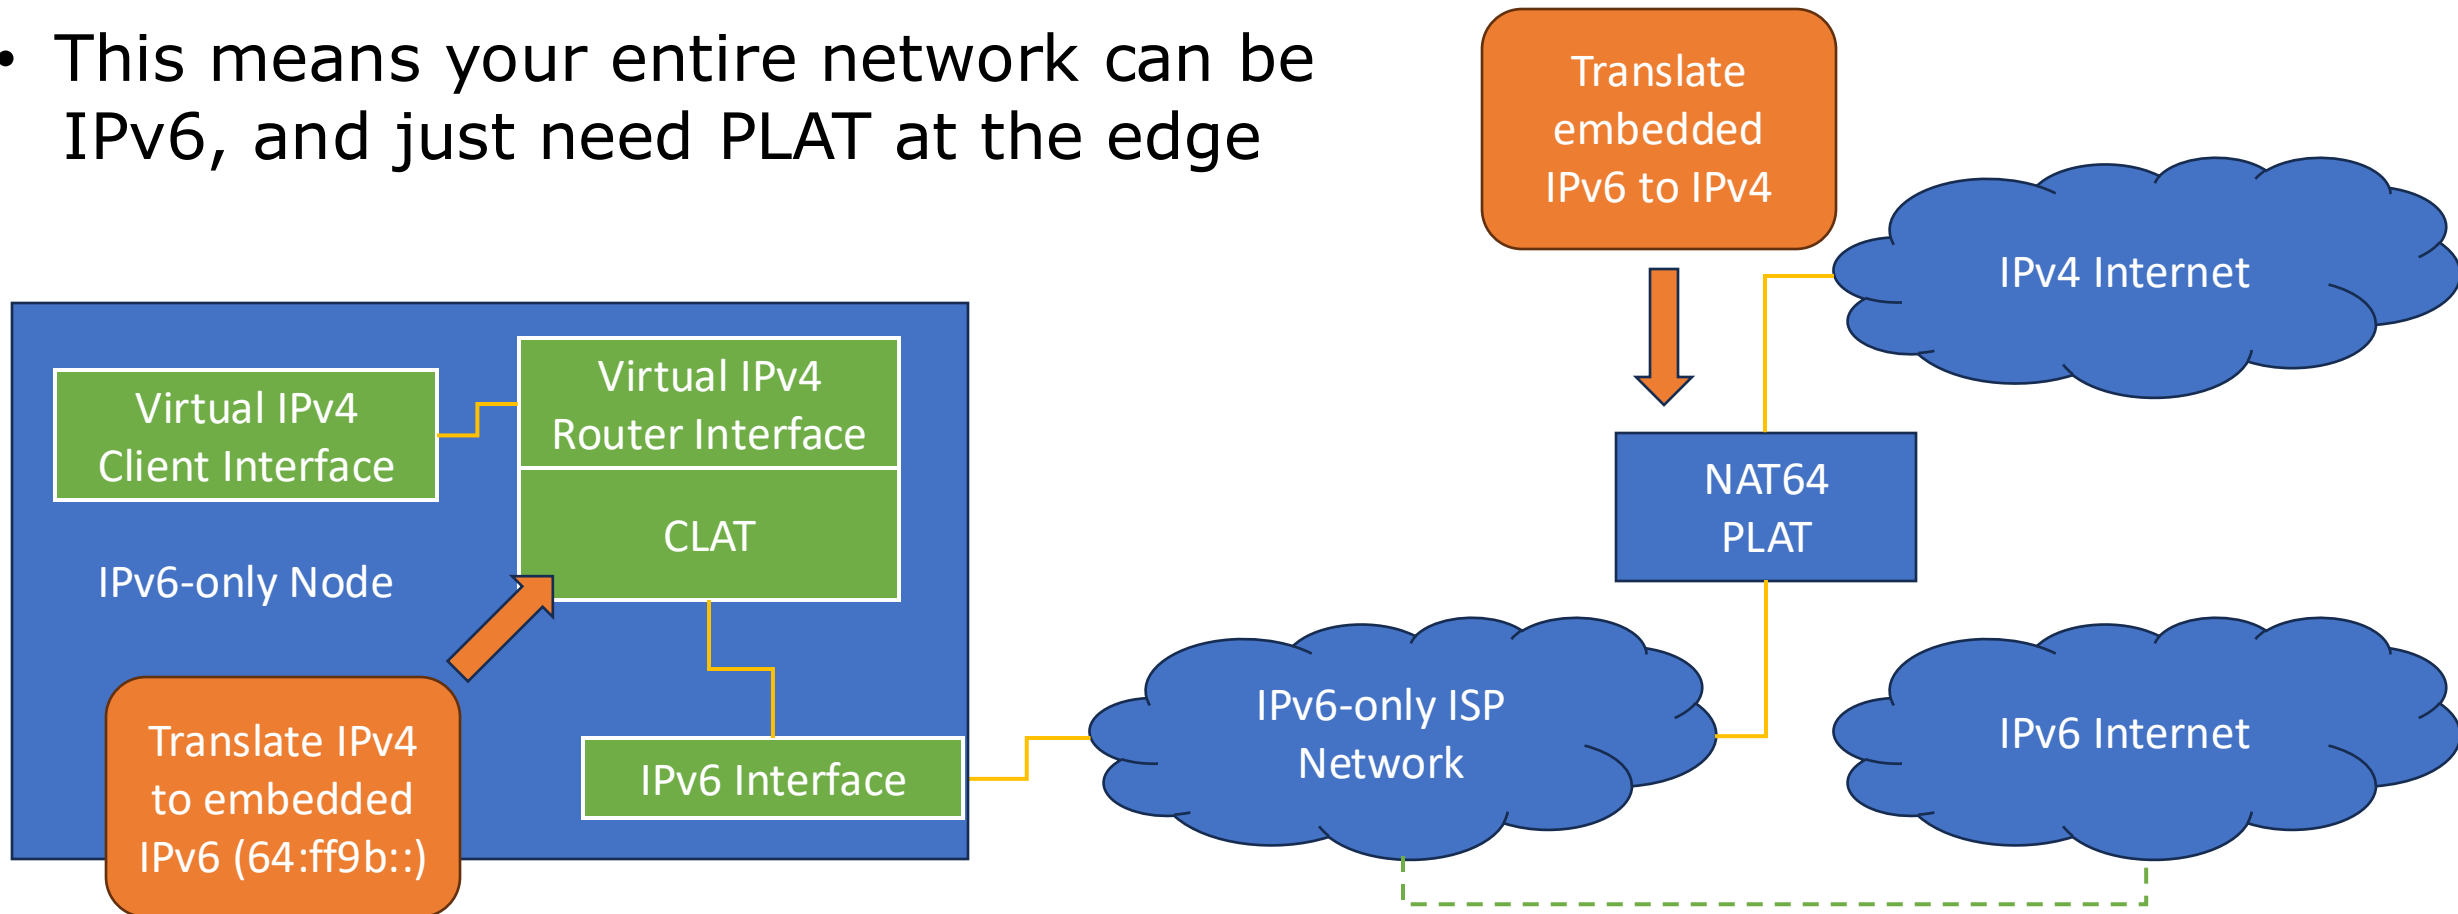 • This means your entire network can be
IPv6, and just need PLAT at the edge
Translate
embedded
IPv6 to IPv4
IPv4 Internet
Virtual IPv4
Client Interface
Virtual IPv4
Router Interface
CLAT
NAT64
PLAT
IPv6-only Node
Translate IPv4
to embedded
IPv6 (64:ff9b::)
IPv6 Interface
IPv6-only ISP
Network
IPv6 Internet